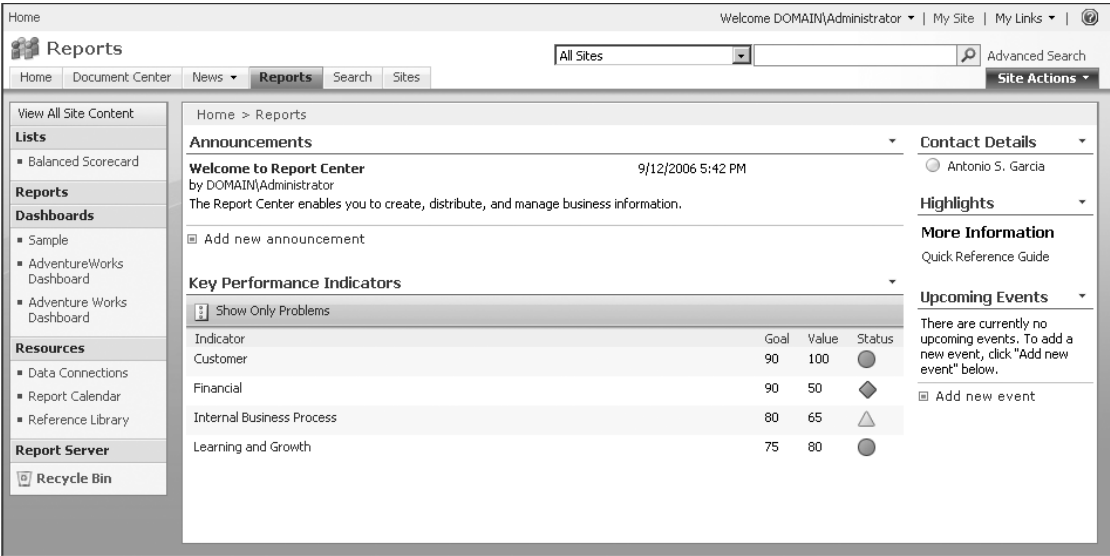 Home
Welcome DOMAIN\Administrator | My Site | My Links |
Reports
All Sites
Advanced Search
Home Document Center News Reports Search Sites
Site Actions
View All Site Content
Lists
Balanced Scorecard
Reports
Dashboards
Sample
AdventureWorks
Dashboard
Adventure Works
Dashboard
Resources
Data Connections
Report Calendar
Reference Library
Report Server
Recycle Bin
Home > Reports
Announcements
Welcome to Report Center 9/12/2006 5:42 PM
by DOMAIN\Administrator
The Report Center enables you to create, distribute, and manage business information.
Add new announcement
Key Performance Indicators
Show Only Problems
Indicator Goal Value Status
Customer 90 100
Financial 90 50
Internal Business Process 80 65
Learning and Growth 75 80
Contact Details
Antonio S. Garcia
Highlights
More Information
Quick Reference Guide
Upcoming Events
There are currently no
upcoming events. To add a
new event, click "Add new
event" below.
Add new event